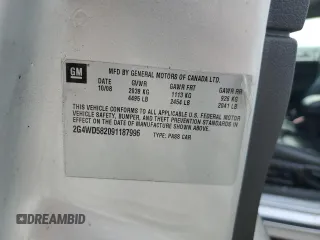 GM
MFD BY GENERAL MOTORS OF CANADA LTD.
DATE GVWR GAWR FRT GAWR RR
10/08 2039 KG 1113 KG 926 KG
4495 LB 2454 LB 2041 LB
THIS VEHICLE CONFORMS TO ALL APPLICABLE U.S. FEDERAL MOTOR
VEHICLE SAFETY, BUMPER, AND THEFT PREVENTION STANDARDS
IN EFFECT ON THE DATE OF MANUFACTURE SHOWN ABOVE.
2G4WD582091187996 TYPE: PASS CAR
DREAMBID